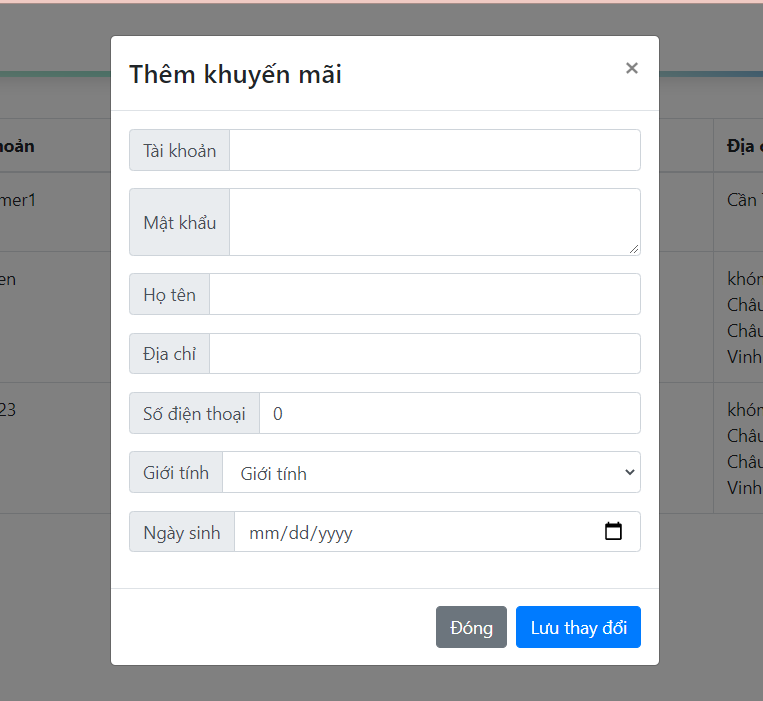 Thêm khuyến mãi
×
Tài khoản
Mật khẩu
Họ tên
Địa chỉ
Số điện thoại 0
Giới tính Giới tính
Ngày sinh mm/dd/yyyy
Đóng Lưu thay đổi
hoản
mer1
en
23
Địa
Cần
khón
Châu
Châu
Vinh
khón
Châu
Châu
Vinh